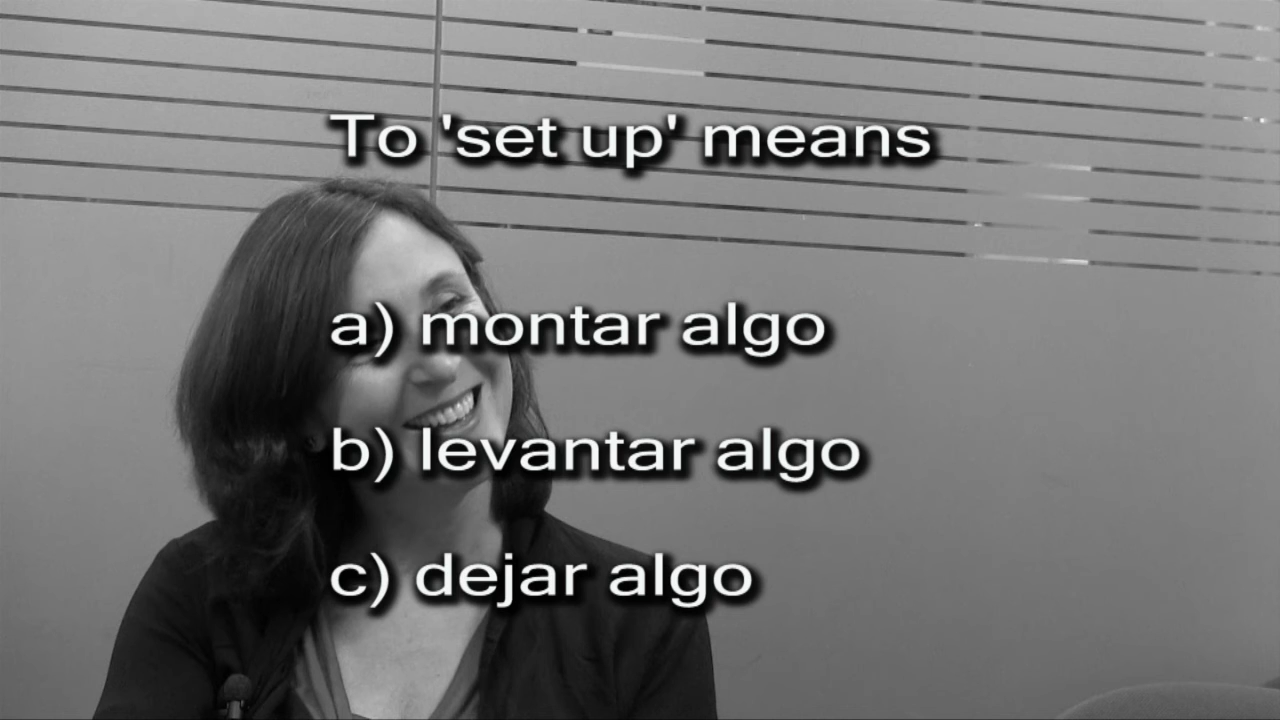 To 'set up' means
a) montar algo
b) levantar algo
c) dejar algo